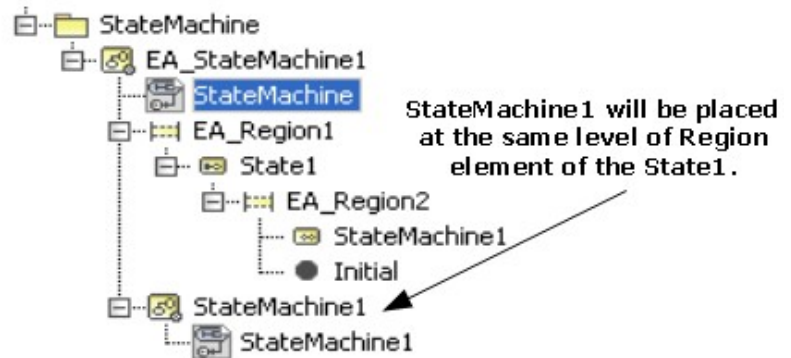 StateMachine
EA_StateMachine1
StateMachine
EA_Region1
State1
EA_Region2
StateMachine1
Initial
StateMachine1
StateMachine1
StateMachine1 will be placed
at the same level of Region
element of the State1.